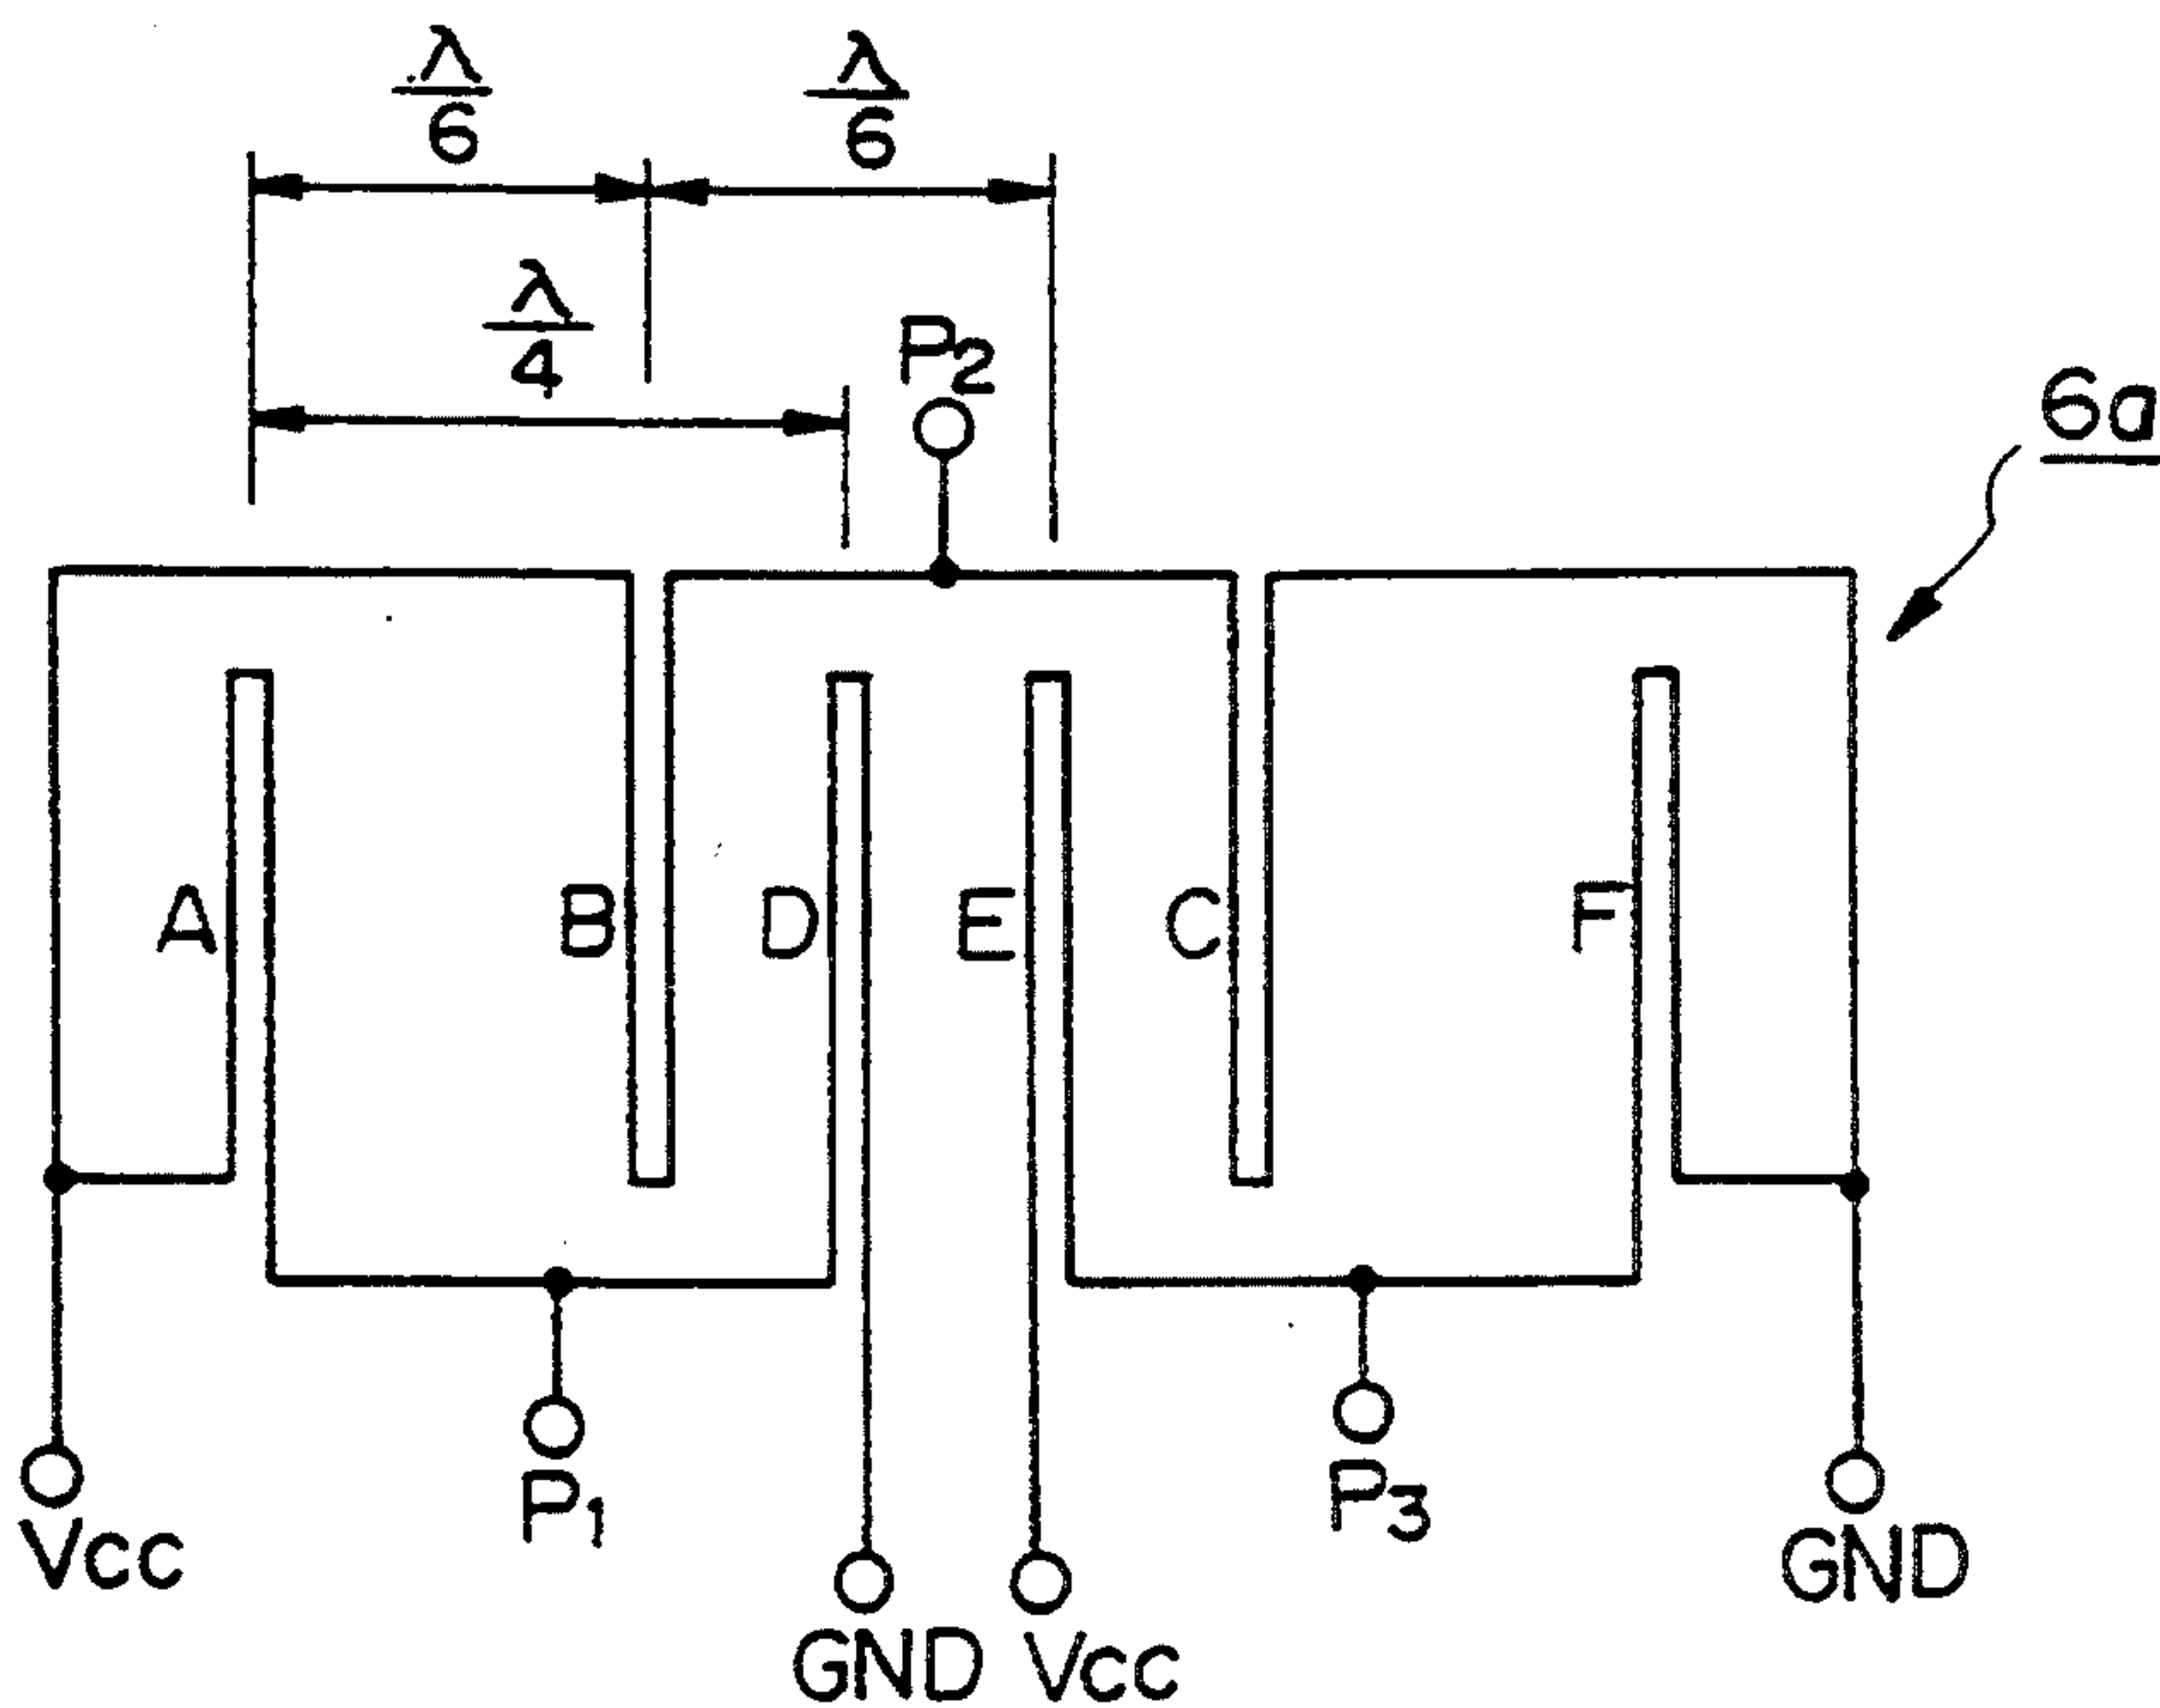 λ/6 λ/6
λ/4
P2
6a
A B D E C F
P1 P3
Vcc GND
GND Vcc